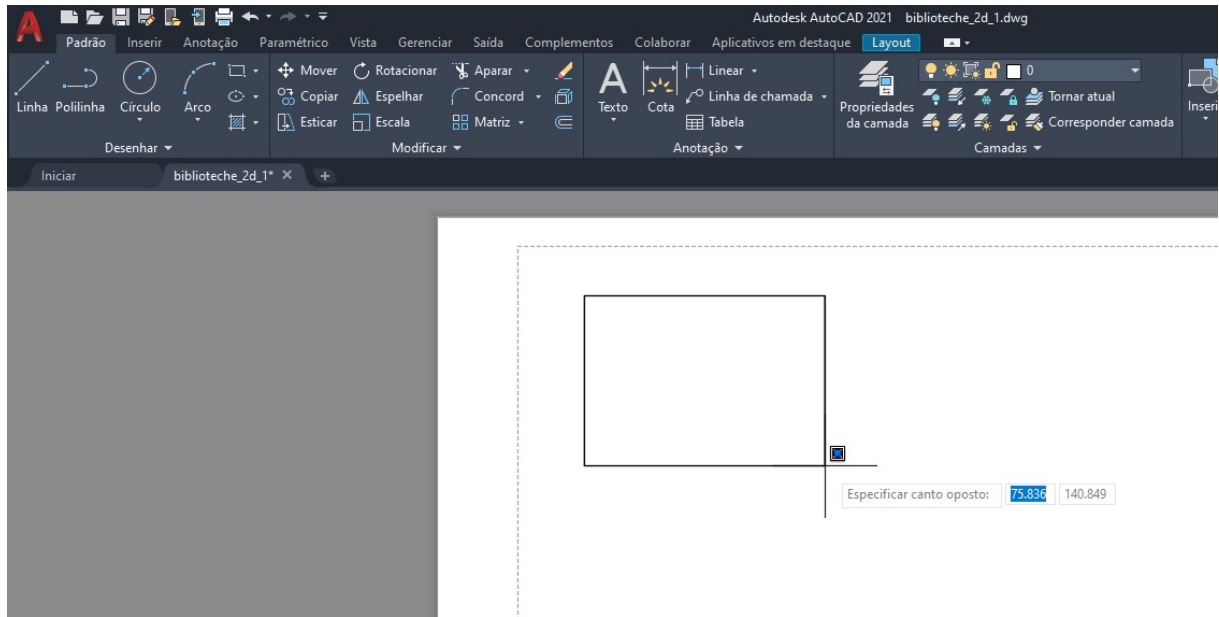 Autodesk AutoCAD 2021 biblioteche_2d_1.dwg
Padrão Inserir Anotação Paramétrico Vista Gerenciar Saída Complementos Colaborar Aplicativos em destaque Layout
Linha Polilinha Círculo Arco
Mover Rotacionar Aparar
Copiar Espelhar Concord
Esticar Escala Matriz
Desenhar Modificar
Texto Cota
Linear
Linha de chamada
Tabela
Anotação
Propriedades
da camada
0
Tornar atual
Corresponder camada
Camadas
Inseri
Iniciar biblioteche_2d_1* × +
Especificar canto oposto: 75.836 140.849